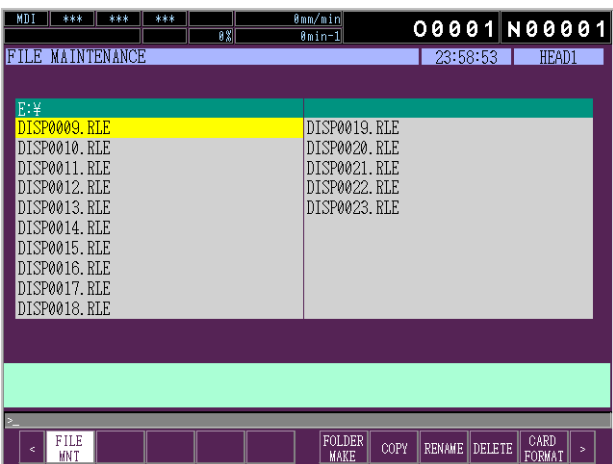 MDI *** *** *** 0mm/min O0001 N00001
0% 0min-1
FILE MAINTENANCE 23:58:53 HEAD1
E:¥
DISP0009.RLE DISP0019.RLE
DISP0010.RLE DISP0020.RLE
DISP0011.RLE DISP0021.RLE
DISP0012.RLE DISP0022.RLE
DISP0013.RLE DISP0023.RLE
DISP0014.RLE
DISP0015.RLE
DISP0016.RLE
DISP0017.RLE
DISP0018.RLE
>_
< FILE FOLDER COPY RENAME DELETE CARD >
MNT MAKE FORMAT